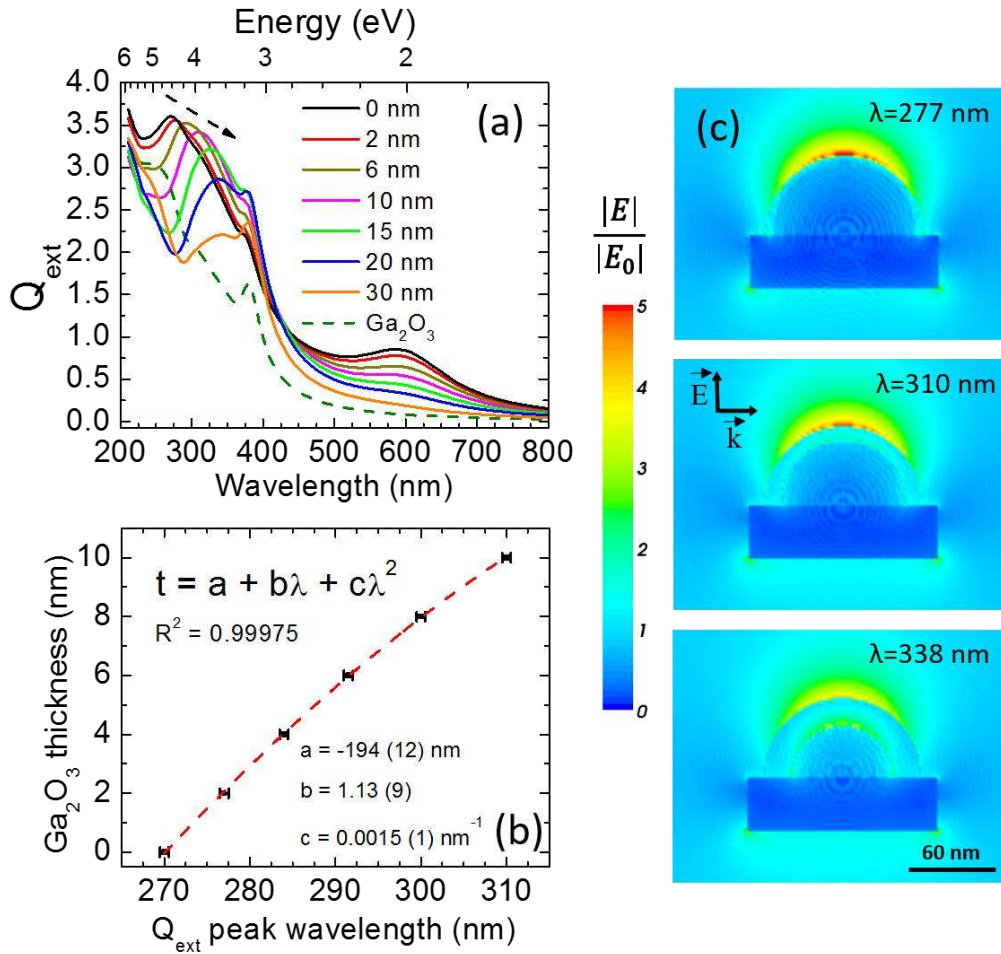 Energy (eV)
6 5 4 3 2
4.0
3.5
3.0
2.5
2.0
1.5
1.0
0.5
0.0
Q_ext
(a)
0 nm
2 nm
6 nm
10 nm
15 nm
20 nm
30 nm
Ga₂O₃
200 300 400 500 600 700 800
Wavelength (nm)
10
8
6
4
2
0
Ga₂O₃ thickness (nm)
t = a + bλ + cλ²
R² = 0.99975
a = -194 (12) nm
b = 1.13 (9)
c = 0.0015 (1) nm⁻¹
(b)
270 280 290 300 310
Q_ext peak wavelength (nm)
|E|
|E₀|
5
4
3
2
1
0
(c)
λ=277 nm
E
k
λ=310 nm
λ=338 nm
60 nm